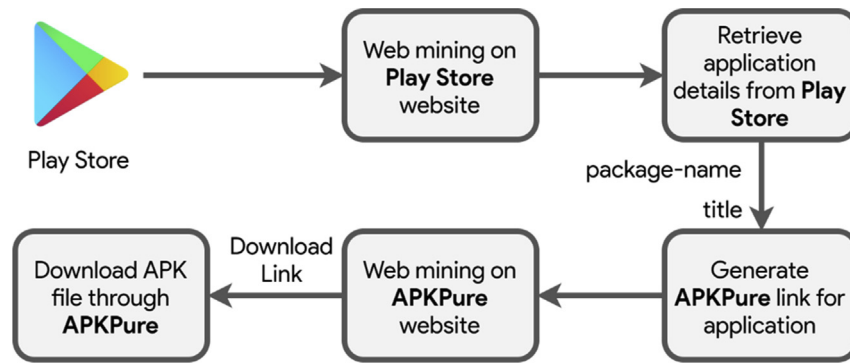 Play Store
Web mining on
Play Store
website
Retrieve
application
details from Play
Store
package-name
title
Generate
APKPure link for
application
Web mining on
APKPure
website
Download
Link
Download APK
file through
APKPure